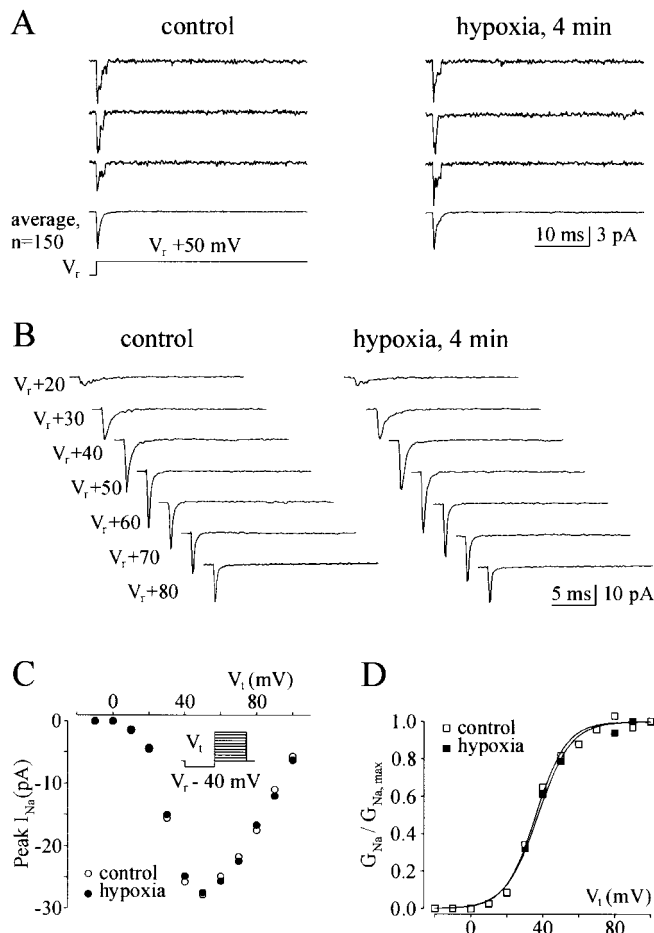 A
control
hypoxia, 4 min
average,
n=150
V_r +50 mV
V_r
10 ms 3 pA
B
control
hypoxia, 4 min
V_r+20
V_r+30
V_r+40
V_r+50
V_r+60
V_r+70
V_r+80
5 ms 10 pA
C
V_t (mV)
0 40 80
0
-10
-20
-30
Peak I_Na (pA)
V_t
V_r - 40 mV
control
hypoxia
D
control
hypoxia
G_Na / G_Na, max
1.0
0.8
0.6
0.4
0.2
0.0
V_t (mV)
0 40 80